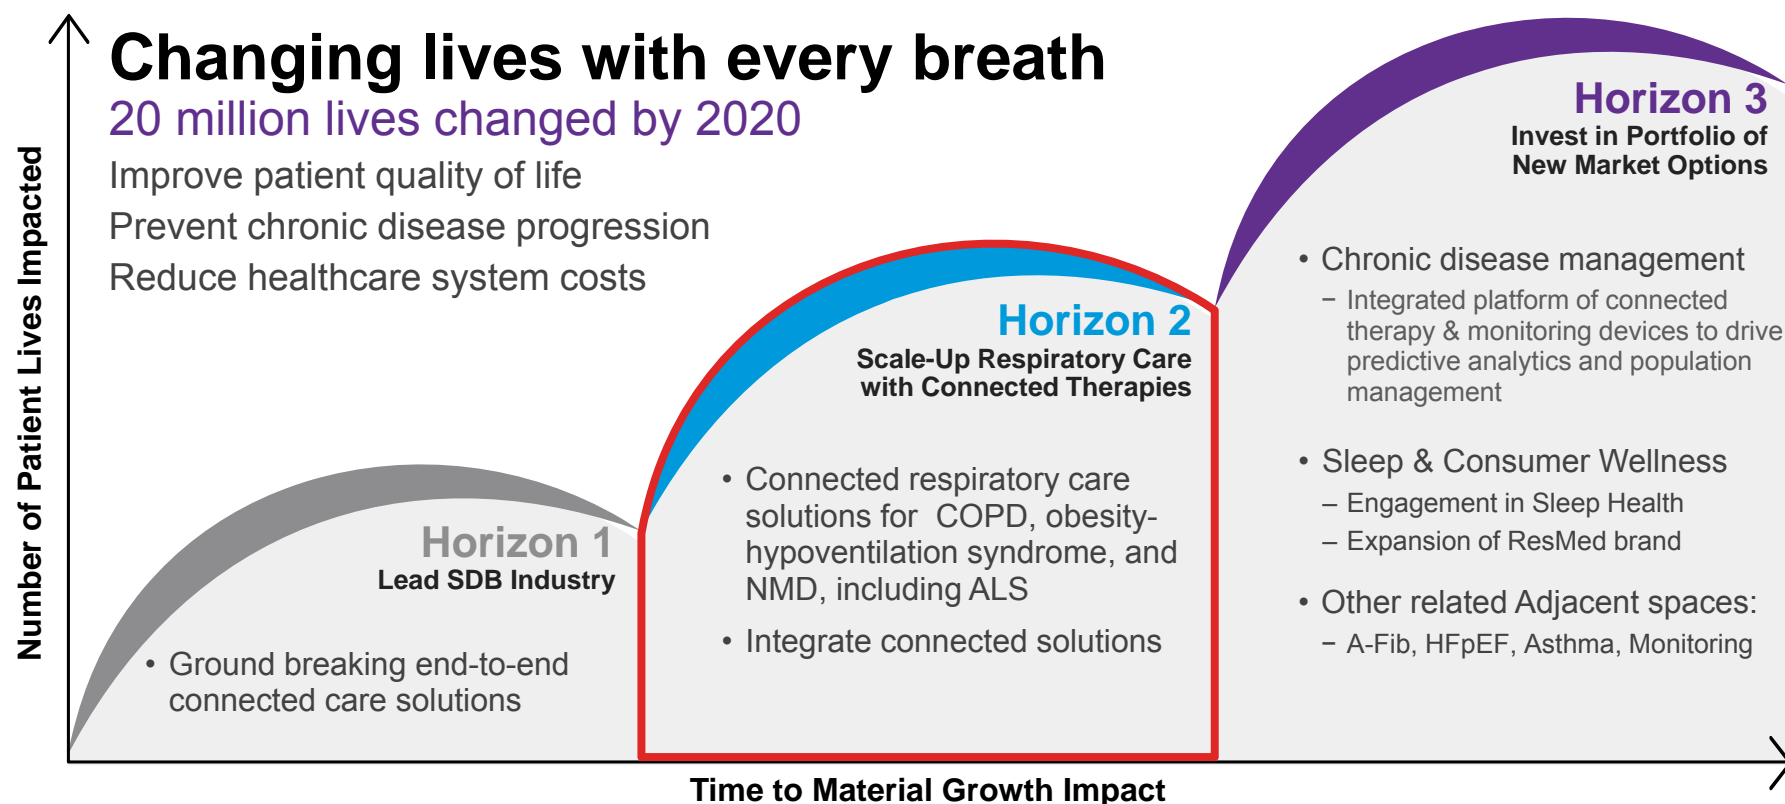 Changing lives with every breath
20 million lives changed by 2020
Improve patient quality of life
Prevent chronic disease progression
Reduce healthcare system costs
Number of Patient Lives Impacted
Horizon 1
Lead SDB Industry
• Ground breaking end-to-end
connected care solutions
Horizon 2
Scale-Up Respiratory Care
with Connected Therapies
• Connected respiratory care
solutions for  COPD, obesity-
hypoventilation syndrome, and
NMD, including ALS
• Integrate connected solutions
Horizon 3
Invest in Portfolio of
New Market Options
• Chronic disease management
− Integrated platform of connected
therapy & monitoring devices to drive
predictive analytics and population
management
• Sleep & Consumer Wellness
– Engagement in Sleep Health
– Expansion of ResMed brand
• Other related Adjacent spaces:
− A-Fib, HFpEF, Asthma, Monitoring
Time to Material Growth Impact